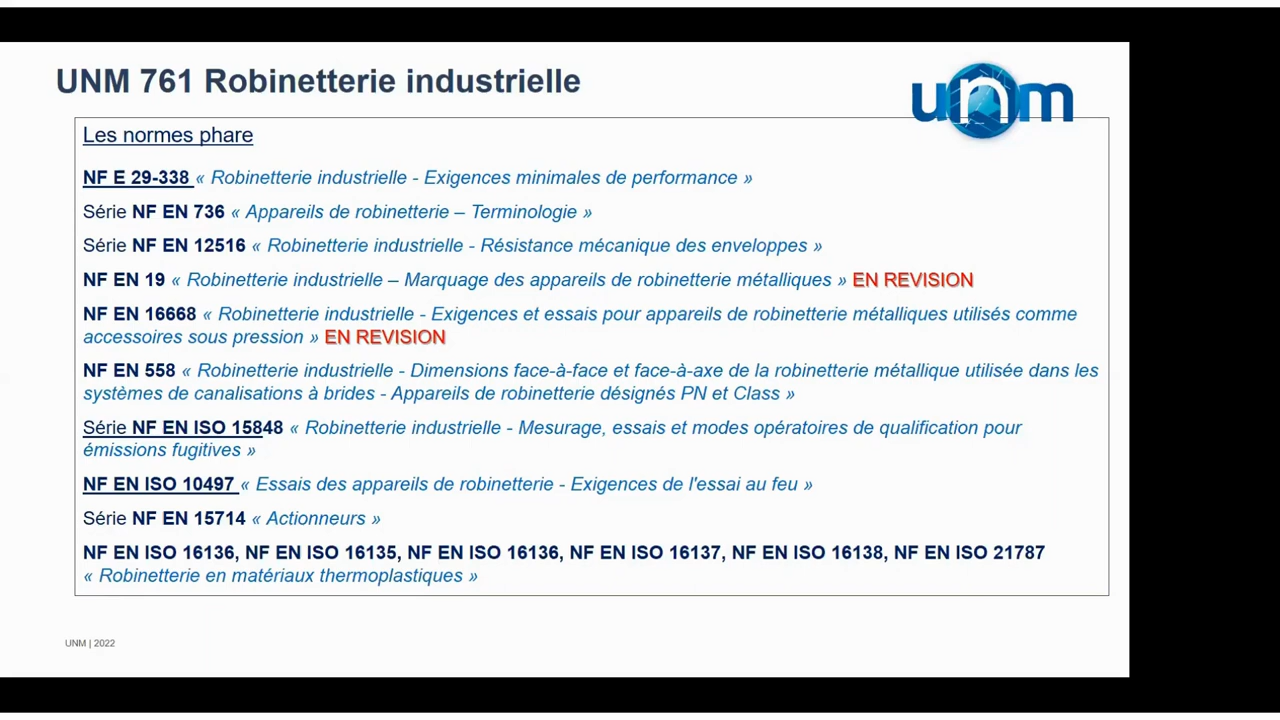 UNM 761 Robinetterie industrielle
unm
Les normes phare
NF E 29-338 « Robinetterie industrielle - Exigences minimales de performance »
Série NF EN 736 « Appareils de robinetterie – Terminologie »
Série NF EN 12516 « Robinetterie industrielle - Résistance mécanique des enveloppes »
NF EN 19 « Robinetterie industrielle – Marquage des appareils de robinetterie métalliques » EN REVISION
NF EN 16668 « Robinetterie industrielle - Exigences et essais pour appareils de robinetterie métalliques utilisés comme
accessoires sous pression » EN REVISION
NF EN 558 « Robinetterie industrielle - Dimensions face-à-face et face-à-axe de la robinetterie métallique utilisée dans les
systèmes de canalisations à brides - Appareils de robinetterie désignés PN et Class »
Série NF EN ISO 15848 « Robinetterie industrielle - Mesurage, essais et modes opératoires de qualification pour
émissions fugitives »
NF EN ISO 10497 « Essais des appareils de robinetterie - Exigences de l'essai au feu »
Série NF EN 15714 « Actionneurs »
NF EN ISO 16136, NF EN ISO 16135, NF EN ISO 16136, NF EN ISO 16137, NF EN ISO 16138, NF EN ISO 21787
« Robinetterie en matériaux thermoplastiques »
UNM | 2022